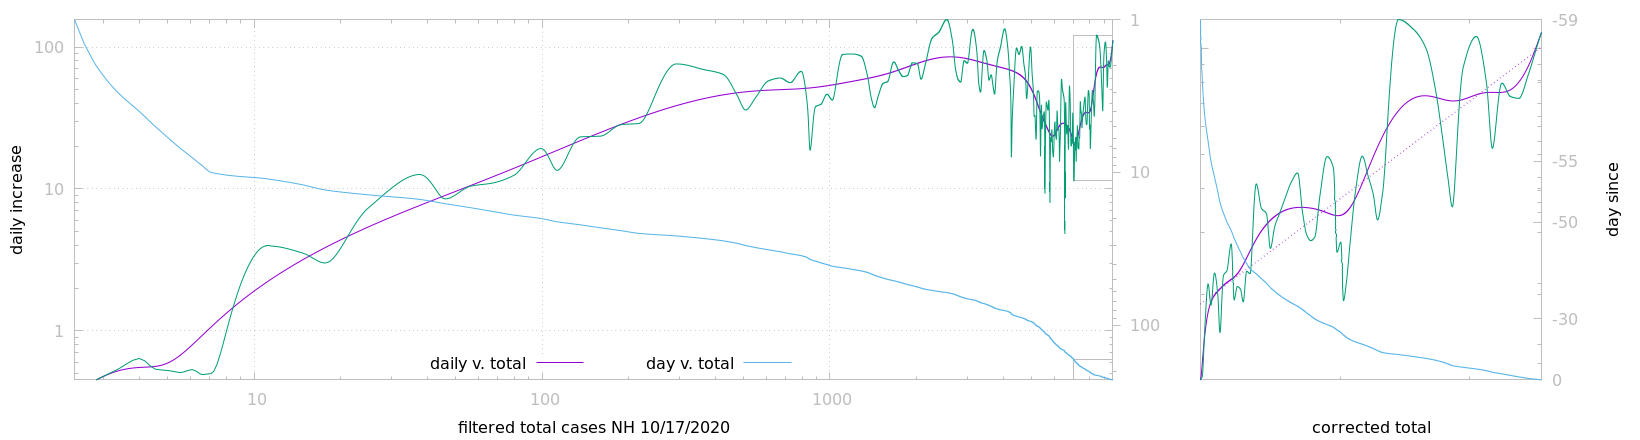 1
-59
100
-55
10
10
daily increase
-50
day since
-30
1
100
daily v. total
day v. total
0
10
100
1000
filtered total cases NH 10/17/2020
corrected total